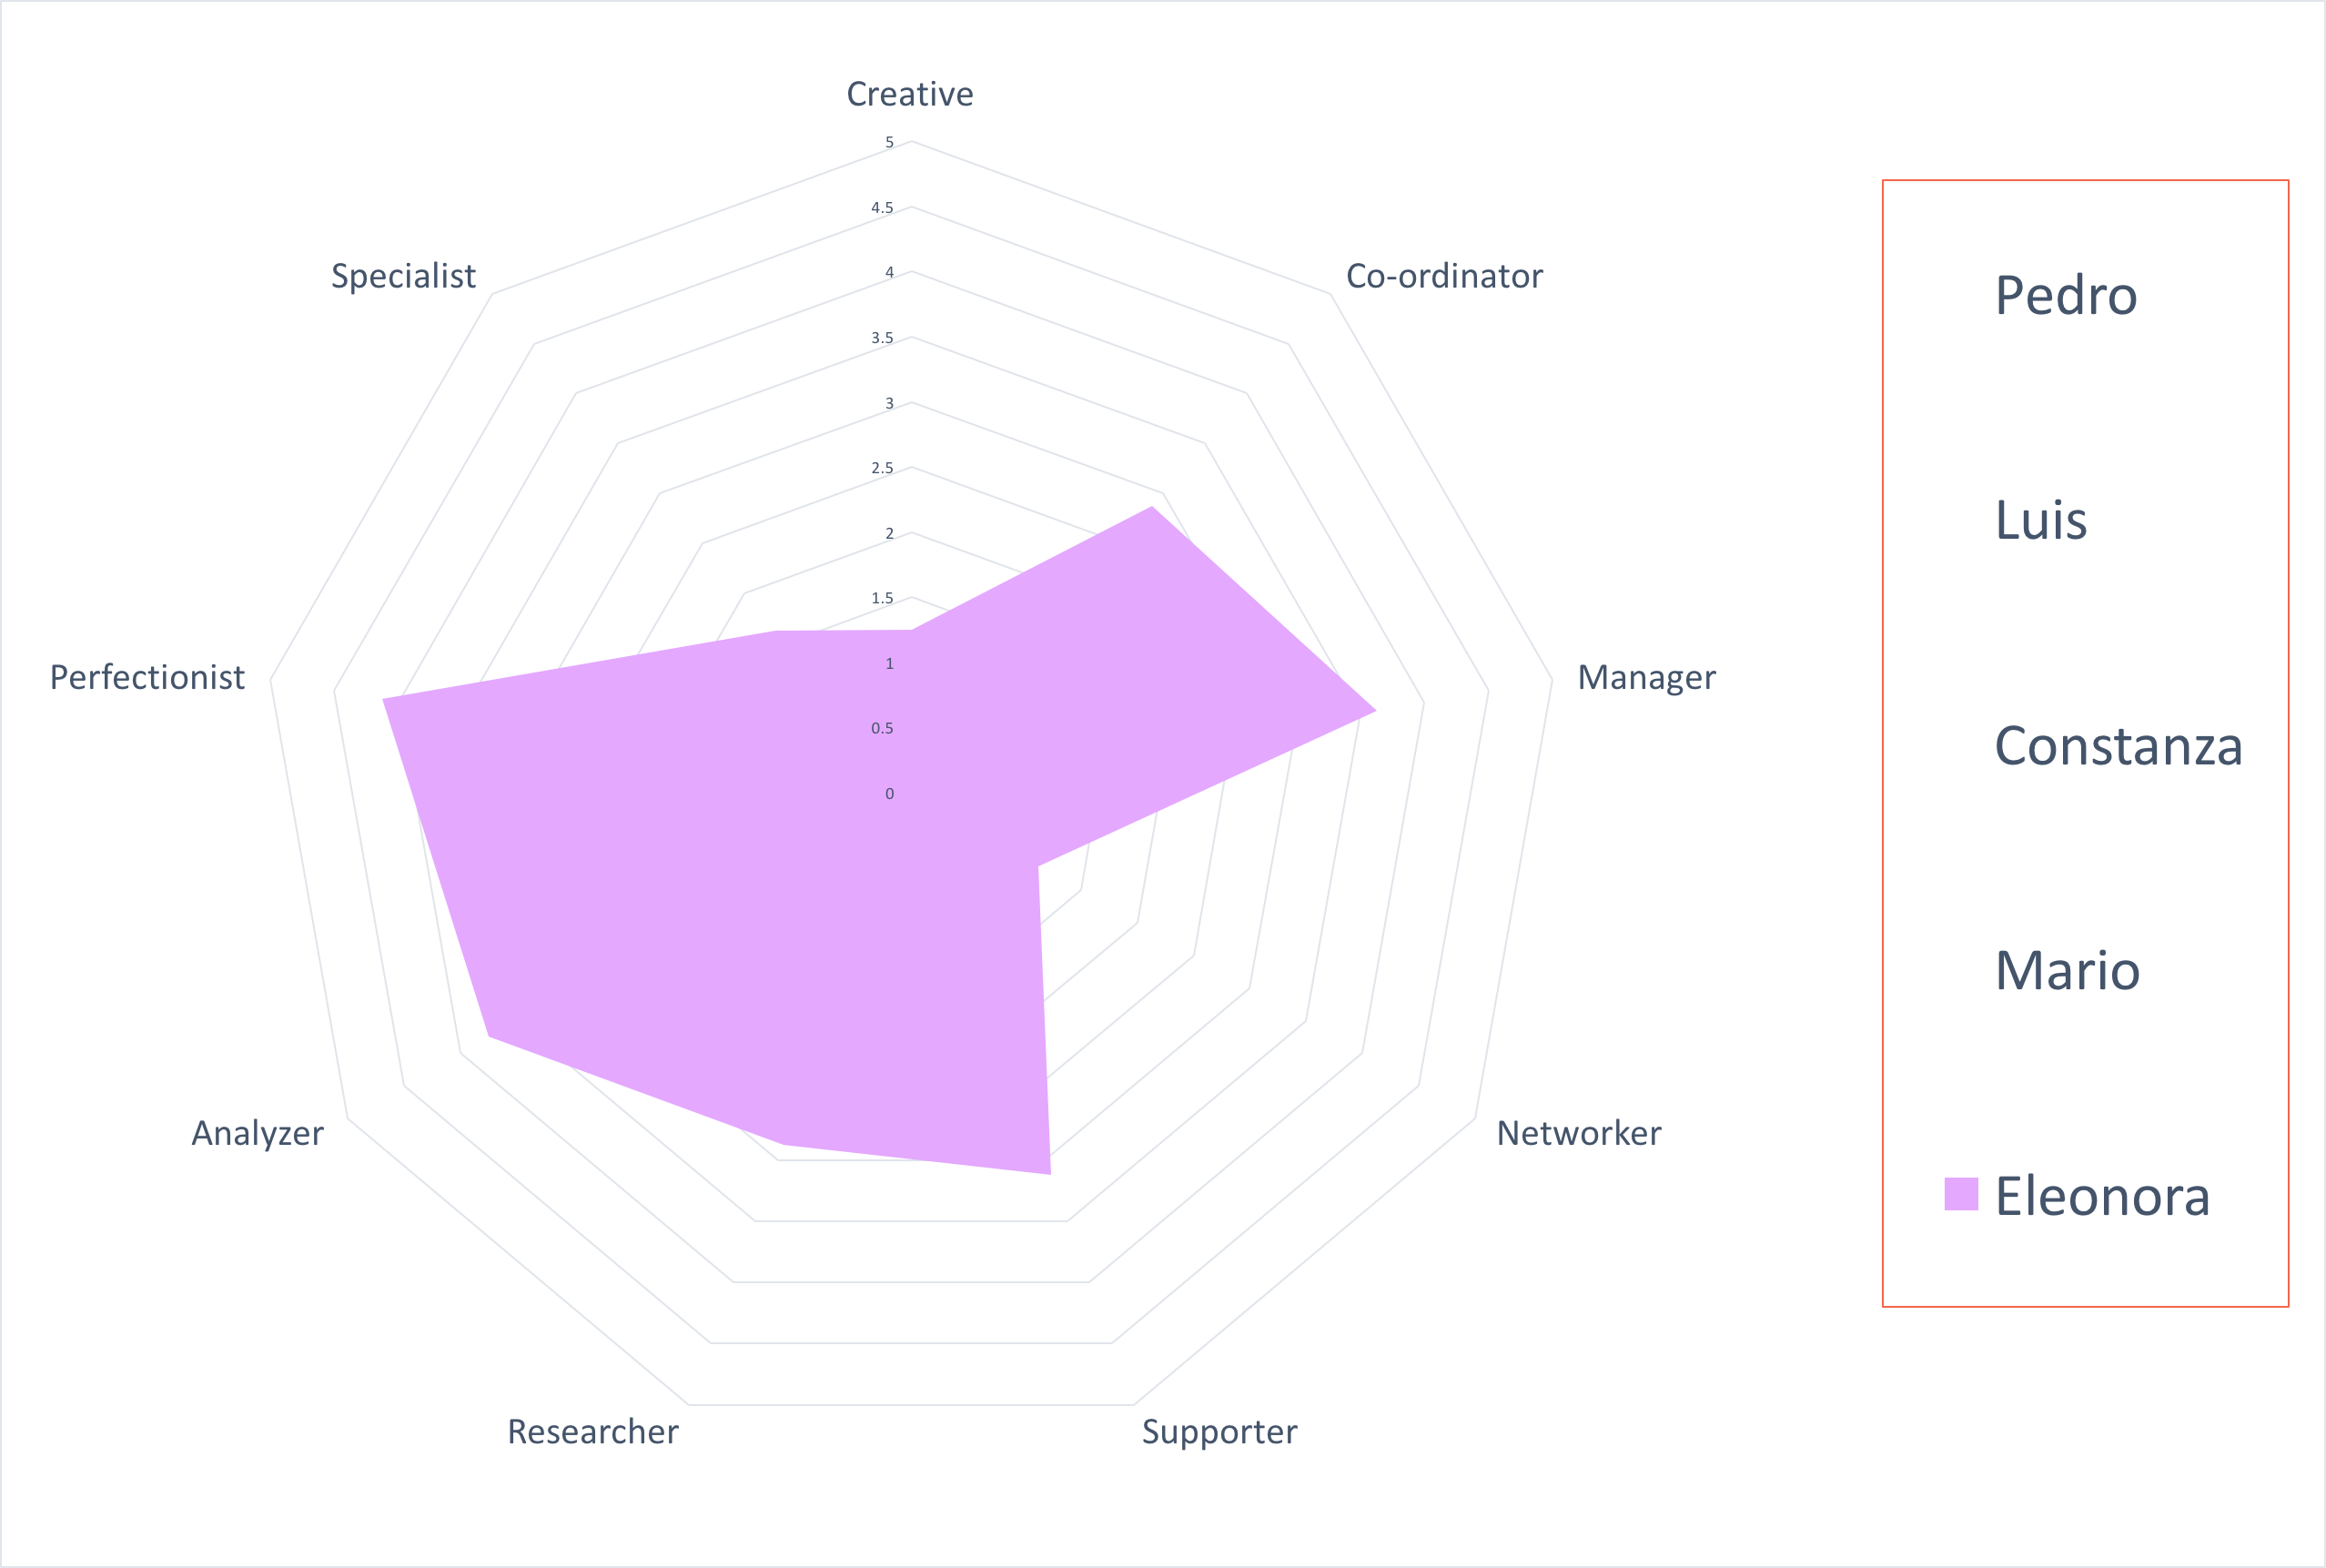 Creative
5
4.5
4
3.5
3
2.5
2
1.5
1
0.5
0
Co-ordinator
Manager
Networker
Supporter
Researcher
Analyzer
Perfectionist
Specialist
Pedro
Luis
Constanza
Mario
Eleonora